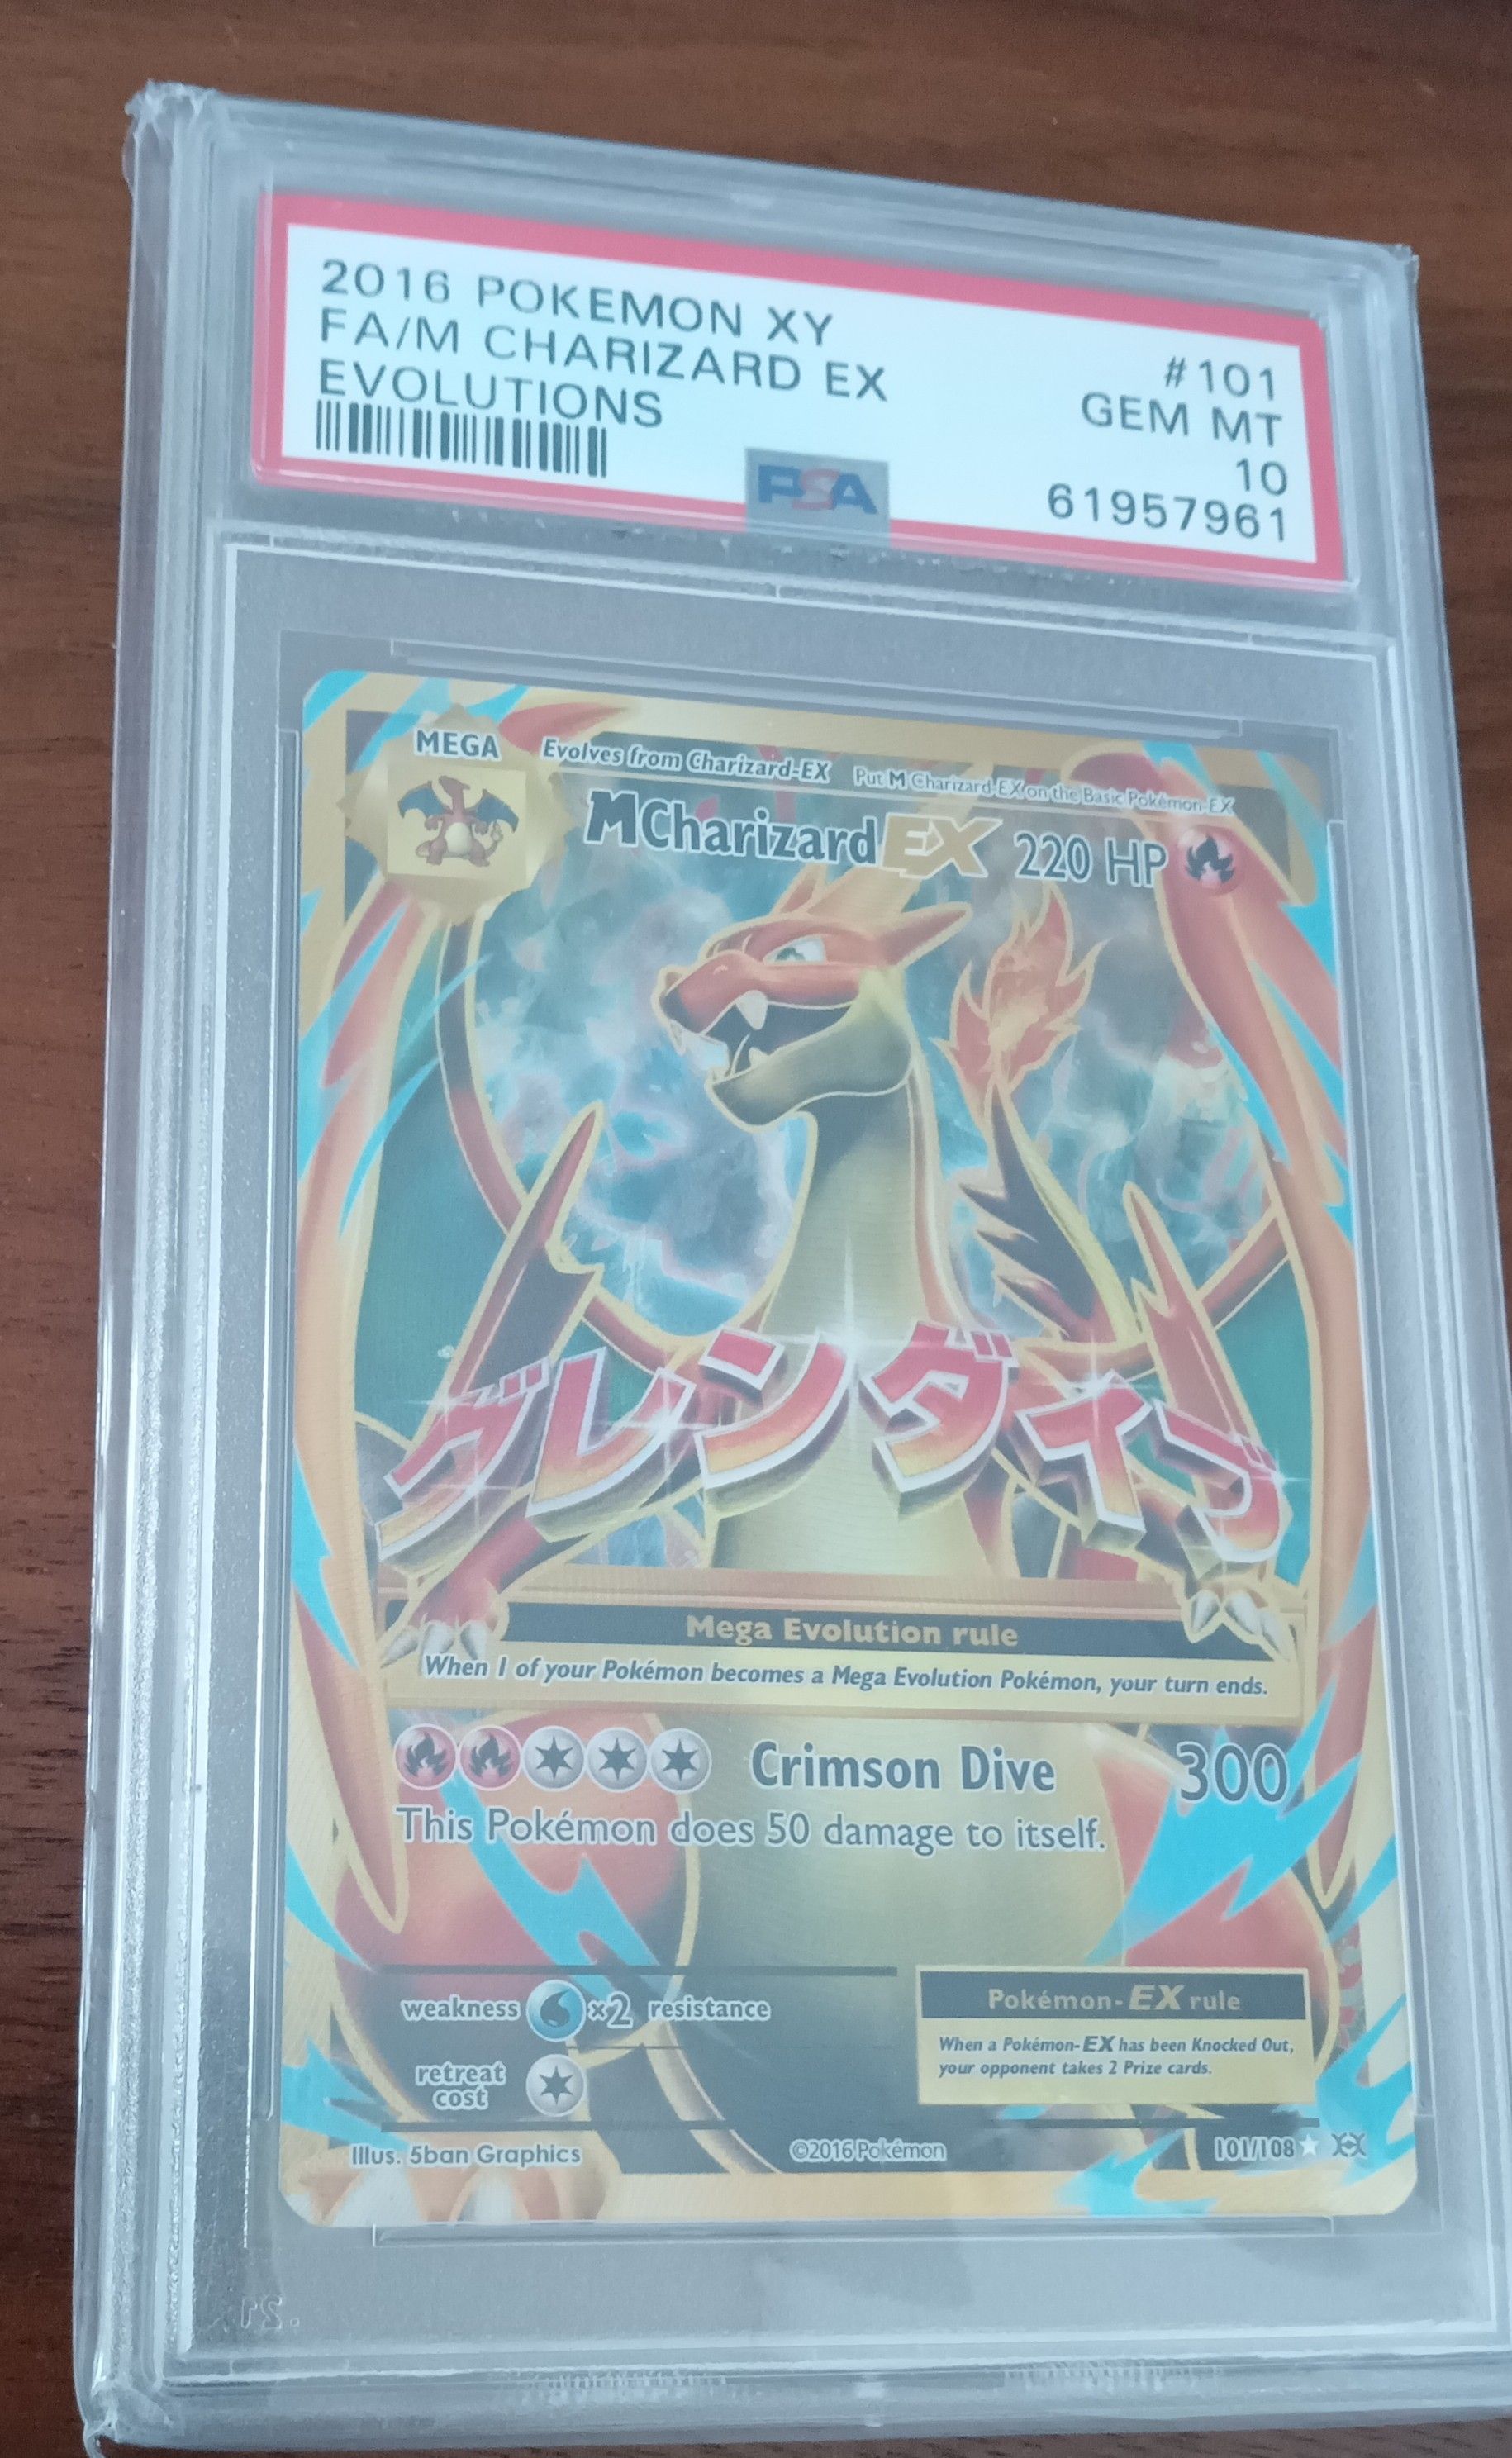 2016 POKEMON XY
FA/M CHARIZARD EX
EVOLUTIONS
#101
GEM MT
10
61957961
PSA
MEGA
Evolves from Charizard-EX
Put M Charizard-EX on the Basic Pokémon-EX
MCharizard EX 220 HP
グレンダイブ
Mega Evolution rule
When 1 of your Pokémon becomes a Mega Evolution Pokémon, your turn ends.
Crimson Dive 300
This Pokémon does 50 damage to itself.
weakness ×2 resistance
retreat
cost
Pokémon-EX rule
When a Pokémon-EX has been Knocked Out,
your opponent takes 2 Prize cards.
Illus. 5ban Graphics
©2016 Pokémon
101/108